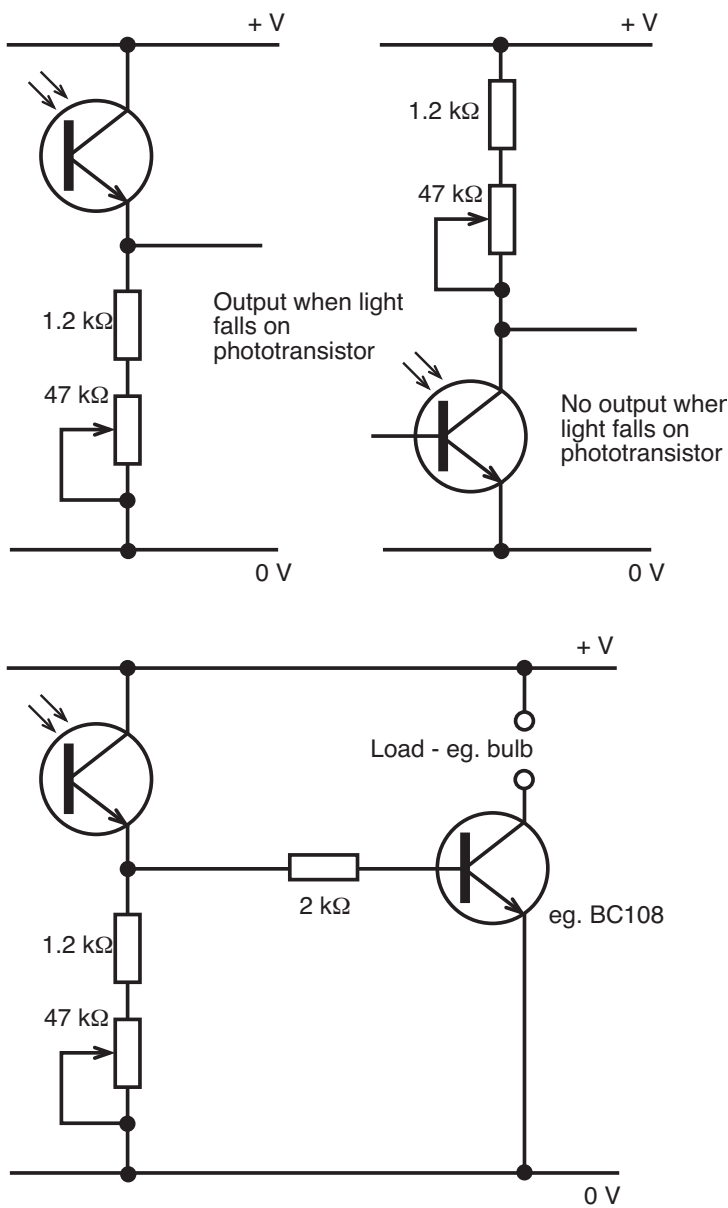 + V
1.2 kΩ
47 kΩ
Output when light
falls on
phototransistor
0 V
+ V
1.2 kΩ
47 kΩ
No output when
light falls on
phototransistor
0 V
+ V
Load - eg. bulb
2 kΩ
eg. BC108
1.2 kΩ
47 kΩ
0 V